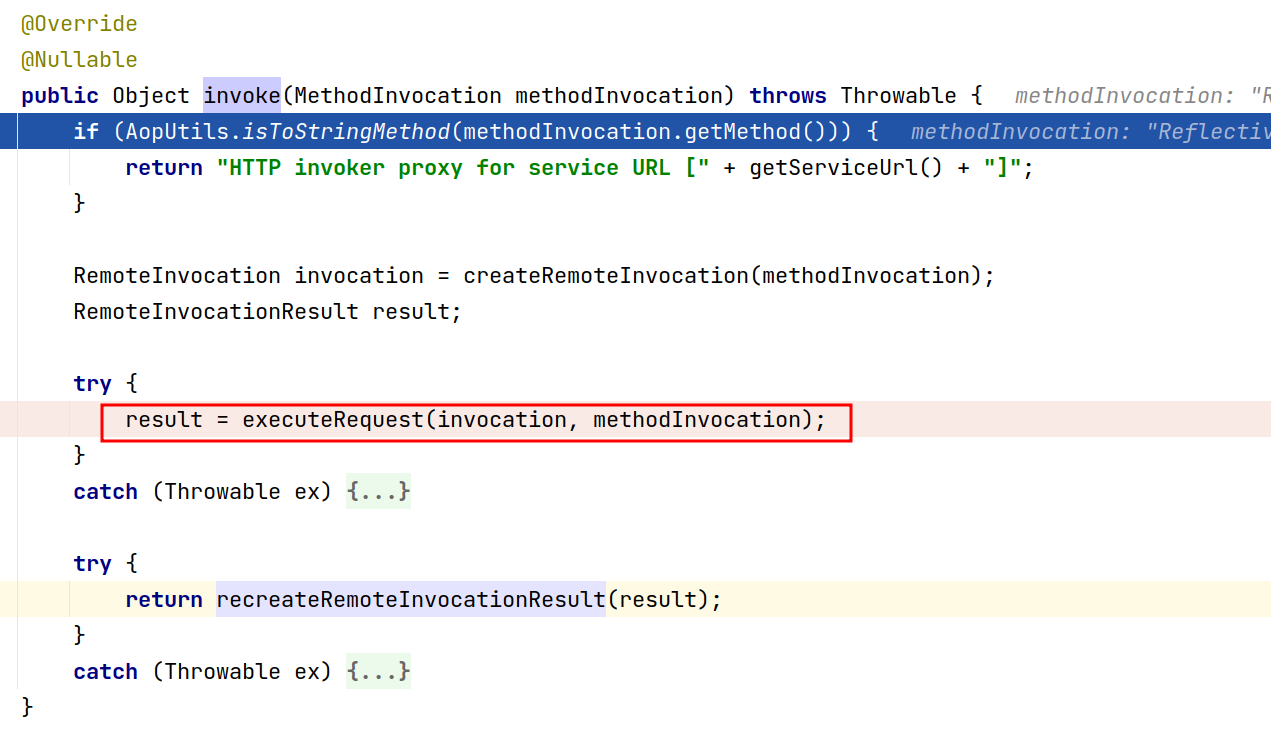 @Override
@Nullable
public Object invoke(MethodInvocation methodInvocation) throws Throwable {   methodInvocation: "R
    if (AopUtils.isToStringMethod(methodInvocation.getMethod())) {   methodInvocation: "Reflectiv
        return "HTTP invoker proxy for service URL [" + getServiceUrl() + "]";
    }
    RemoteInvocation invocation = createRemoteInvocation(methodInvocation);
    RemoteInvocationResult result;
    try {
        result = executeRequest(invocation, methodInvocation);
    }
    catch (Throwable ex) {...}
    try {
        return recreateRemoteInvocationResult(result);
    }
    catch (Throwable ex) {...}
}